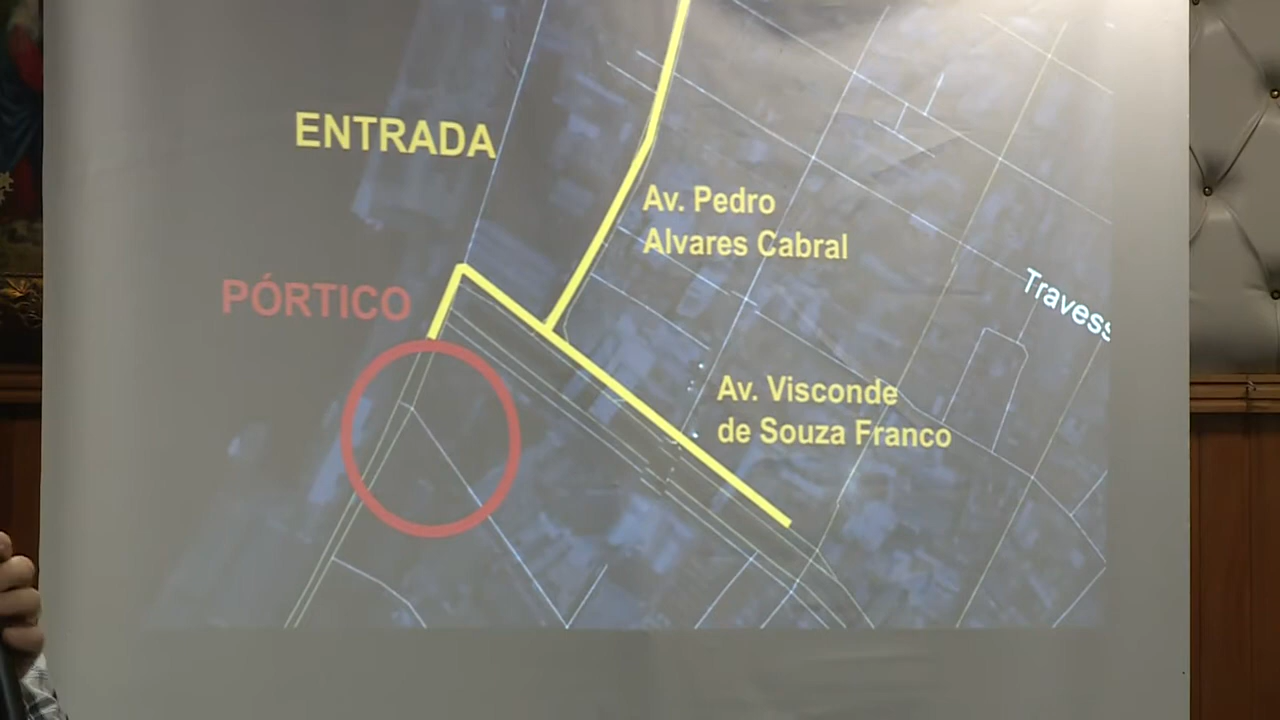 ENTRADA
Av. Pedro
Alvares Cabral
PÓRTICO
Av. Visconde
de Souza Franco